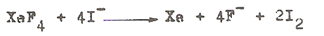 XeF₄ + 4I⁻ ⟶ Xe + 4F⁻ + 2I₂